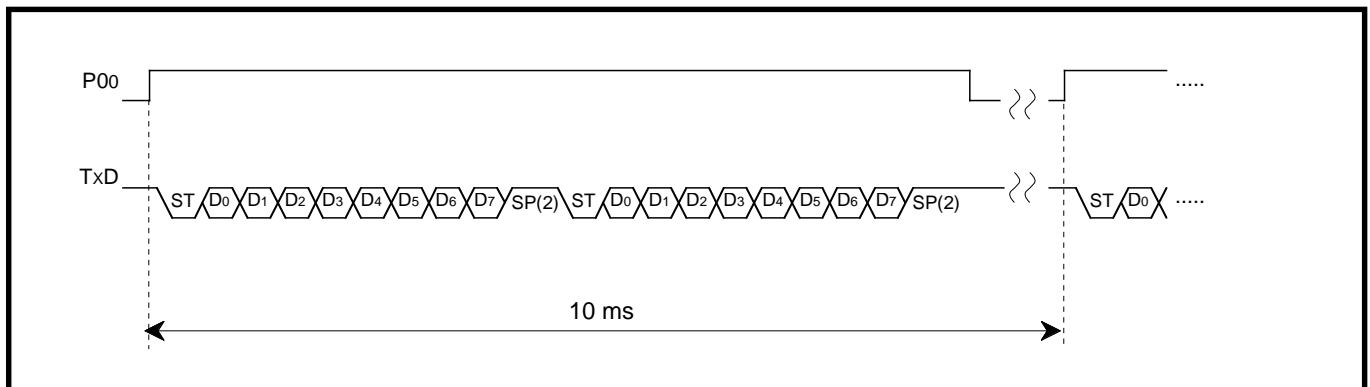 P00 .....
TxD ST D0 D1 D2 D3 D4 D5 D6 D7 SP(2) ST D0 D1 D2 D3 D4 D5 D6 D7 SP(2) ST D0 .....
10 ms